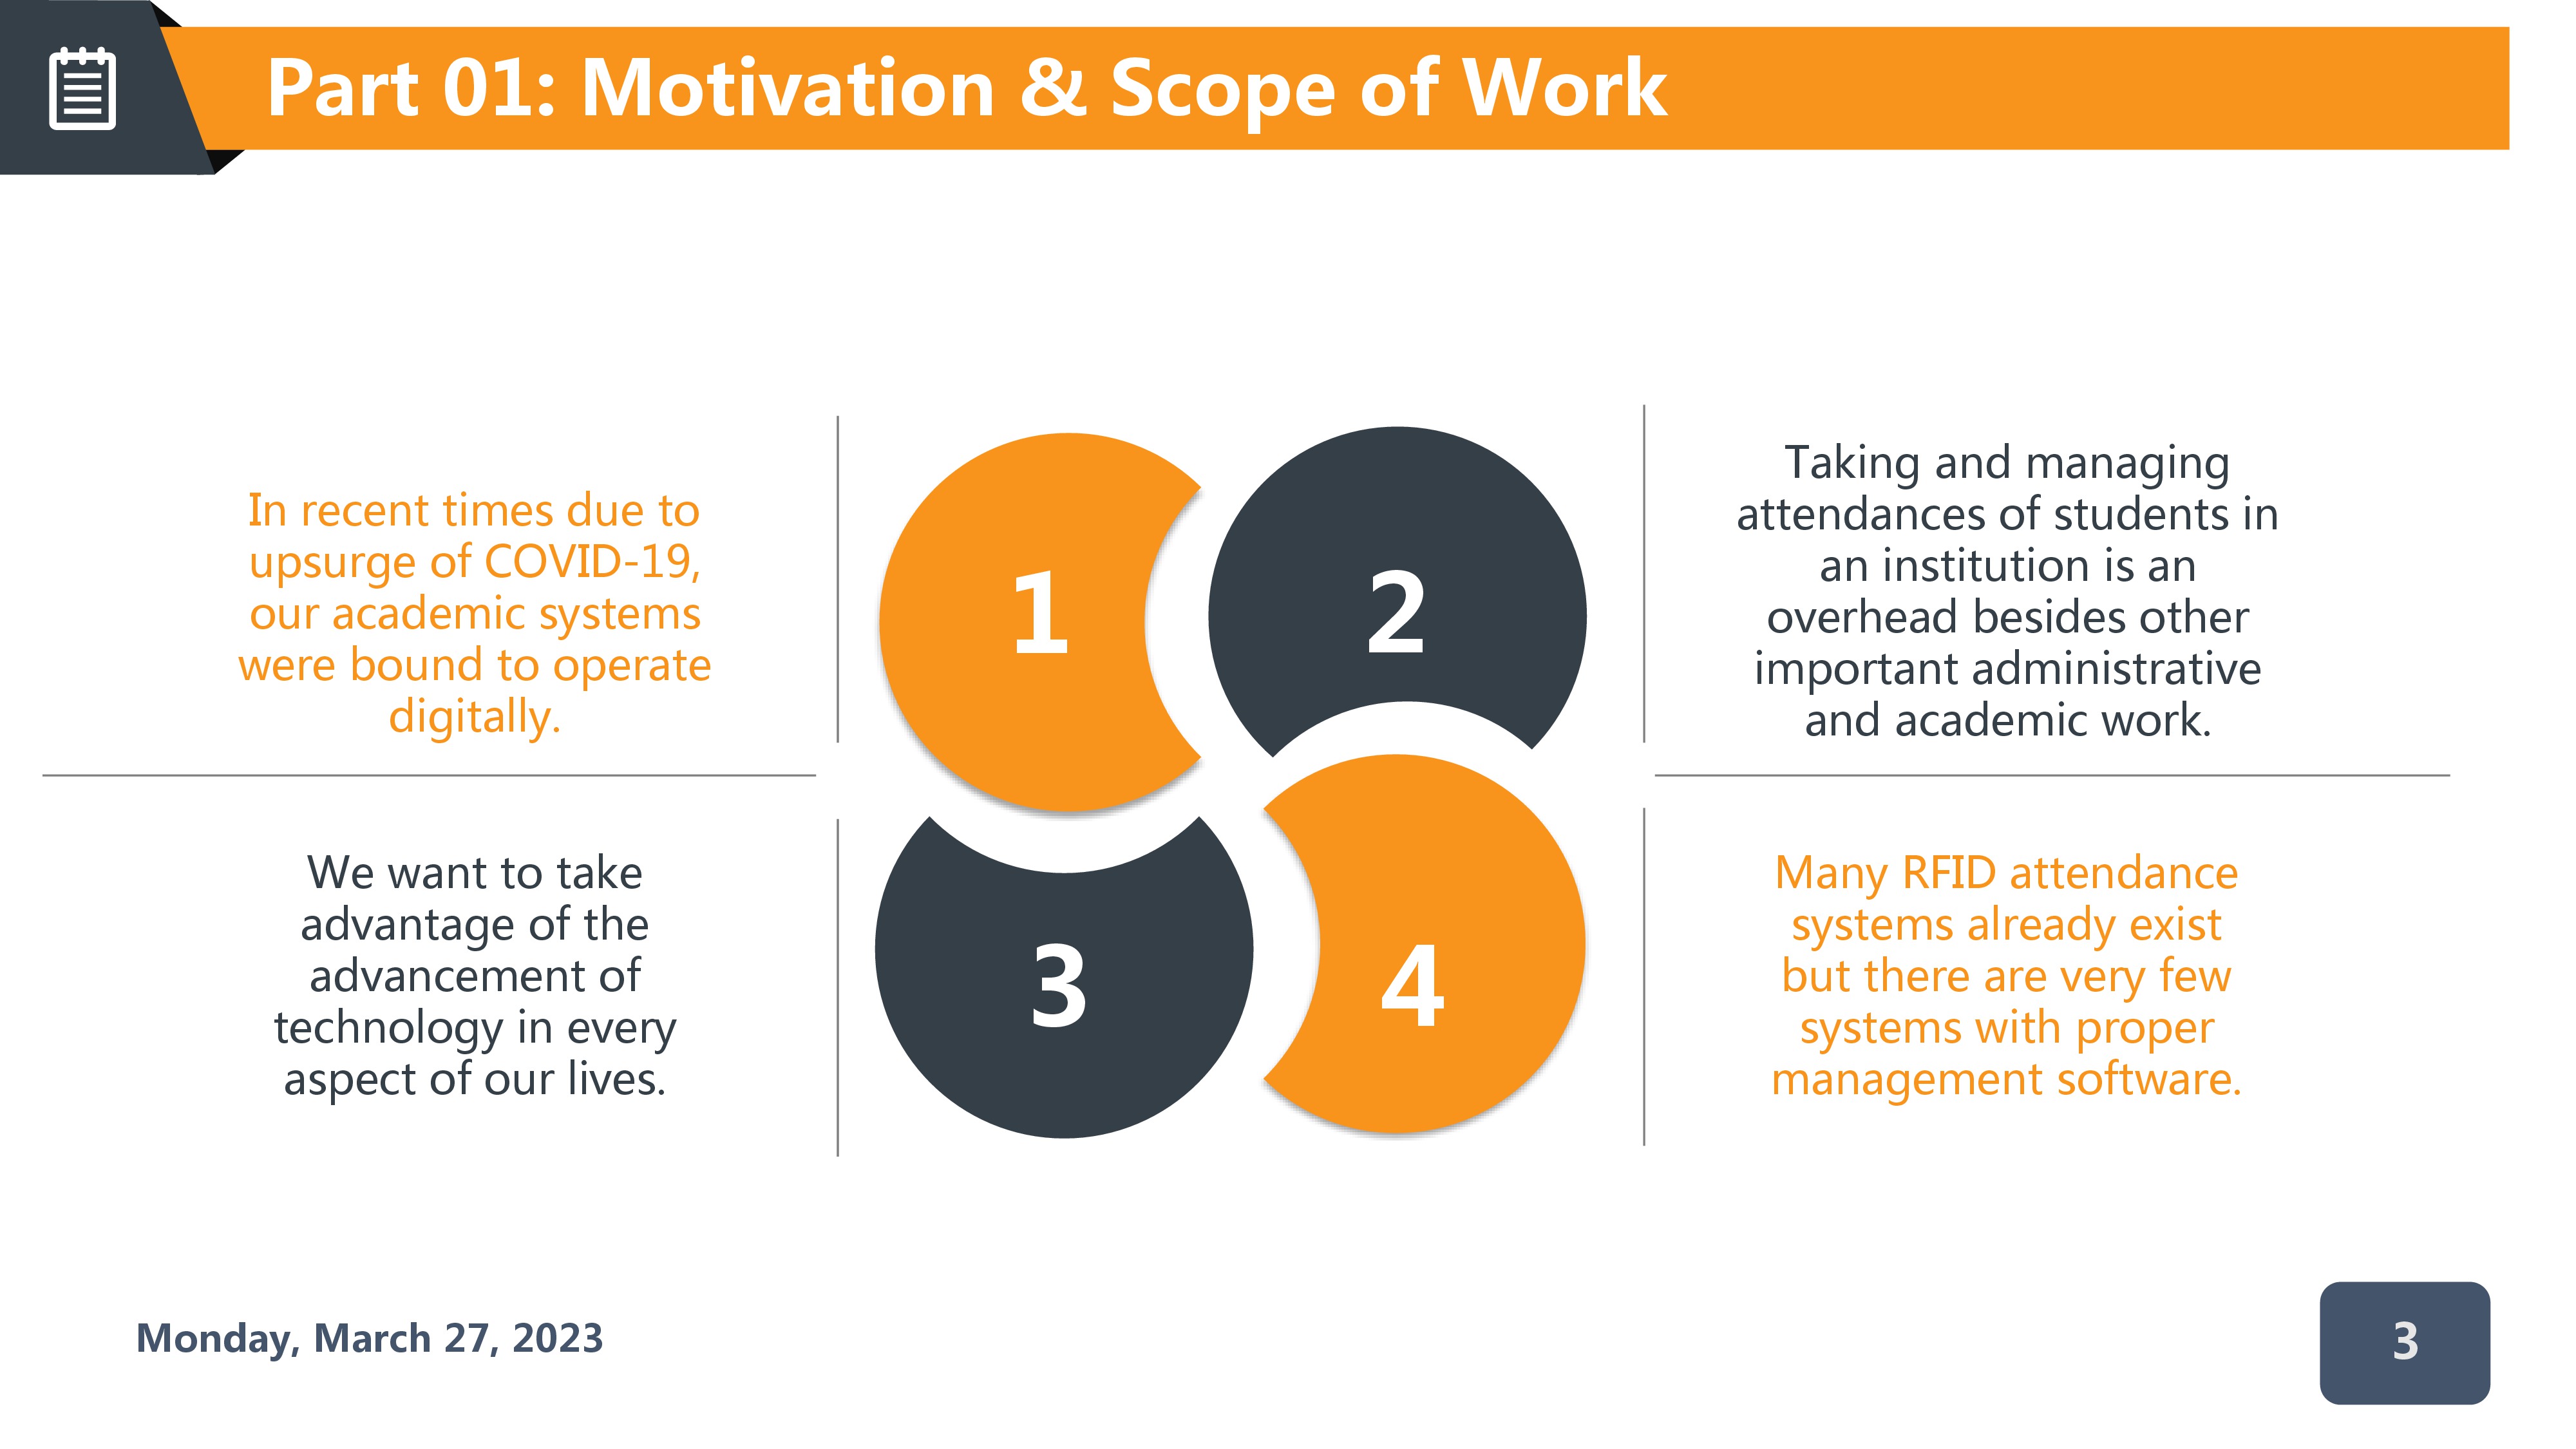 Part 01: Motivation & Scope of Work
In recent times due to
upsurge of COVID-19,
our academic systems
were bound to operate
digitally.
1
2
Taking and managing
attendances of students in
an institution is an
overhead besides other
important administrative
and academic work.
We want to take
advantage of the
advancement of
technology in every
aspect of our lives.
3
4
Many RFID attendance
systems already exist
but there are very few
systems with proper
management software.
Monday, March 27, 2023
3